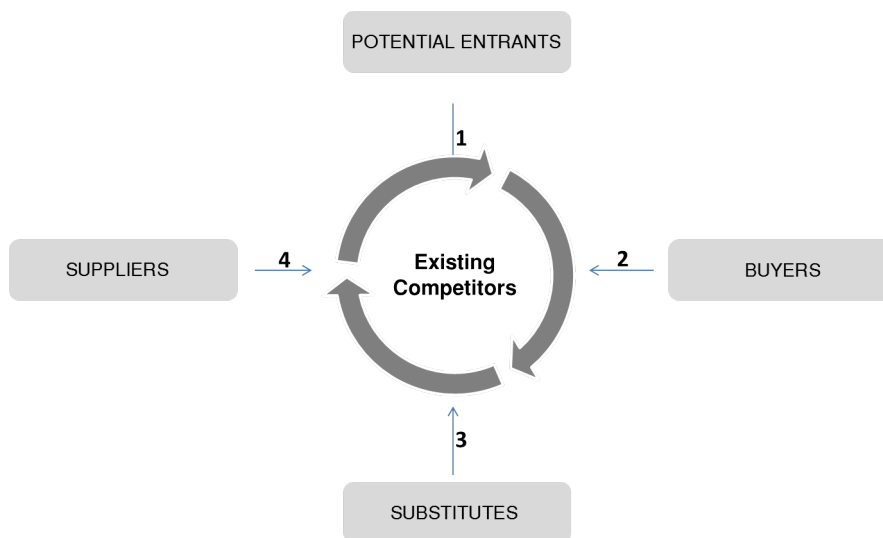 POTENTIAL ENTRANTS
1
SUPPLIERS
4
Existing
Competitors
2
BUYERS
3
SUBSTITUTES